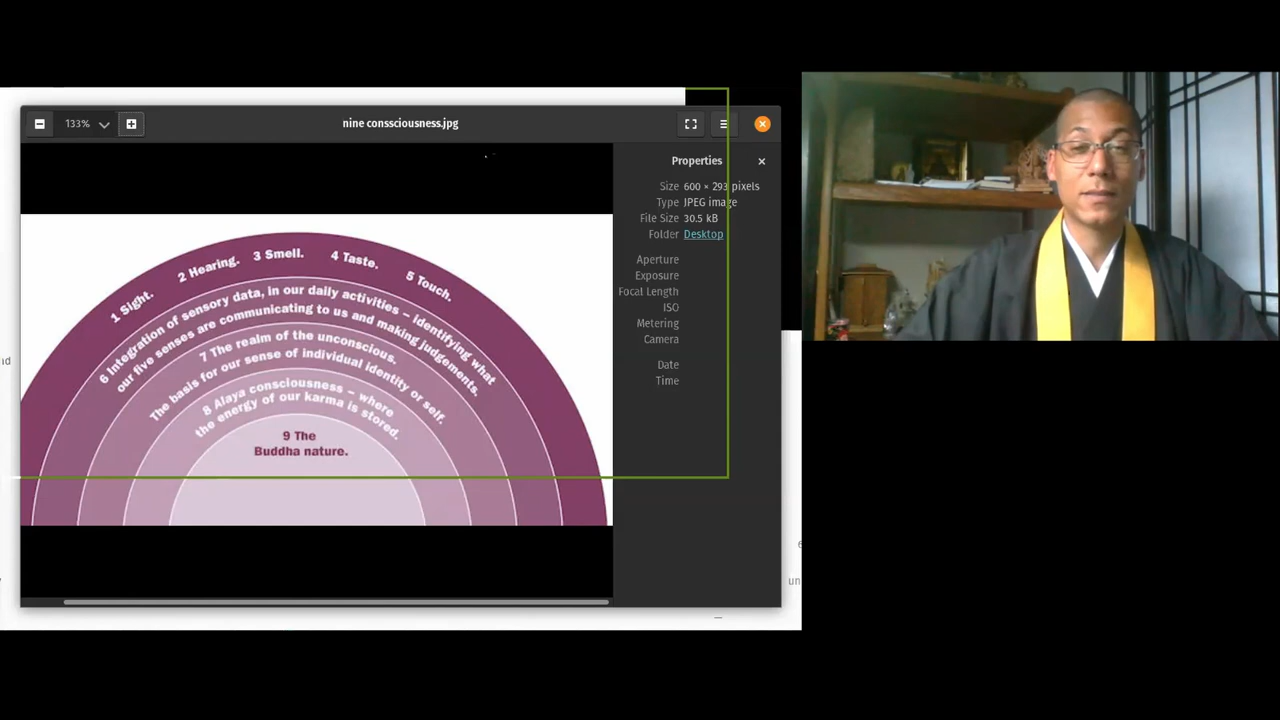 133%
nine conssciousness.jpg
Properties
Size 600 × 293 pixels
Type JPEG image
File Size 30.5 kB
Folder Desktop
Aperture
Exposure
Focal Length
ISO
Metering
Camera
Date
Time
1 Sight. 2 Hearing. 3 Smell. 4 Taste. 5 Touch.
6 Integration of sensory data, in our daily activities – identifying what
our five senses are communicating to us and making judgements.
7 The realm of the unconscious.
The basis for our sense of individual identity or self.
8 Alaya consciousness – where
the energy of our karma is stored.
9 The
Buddha nature.
un